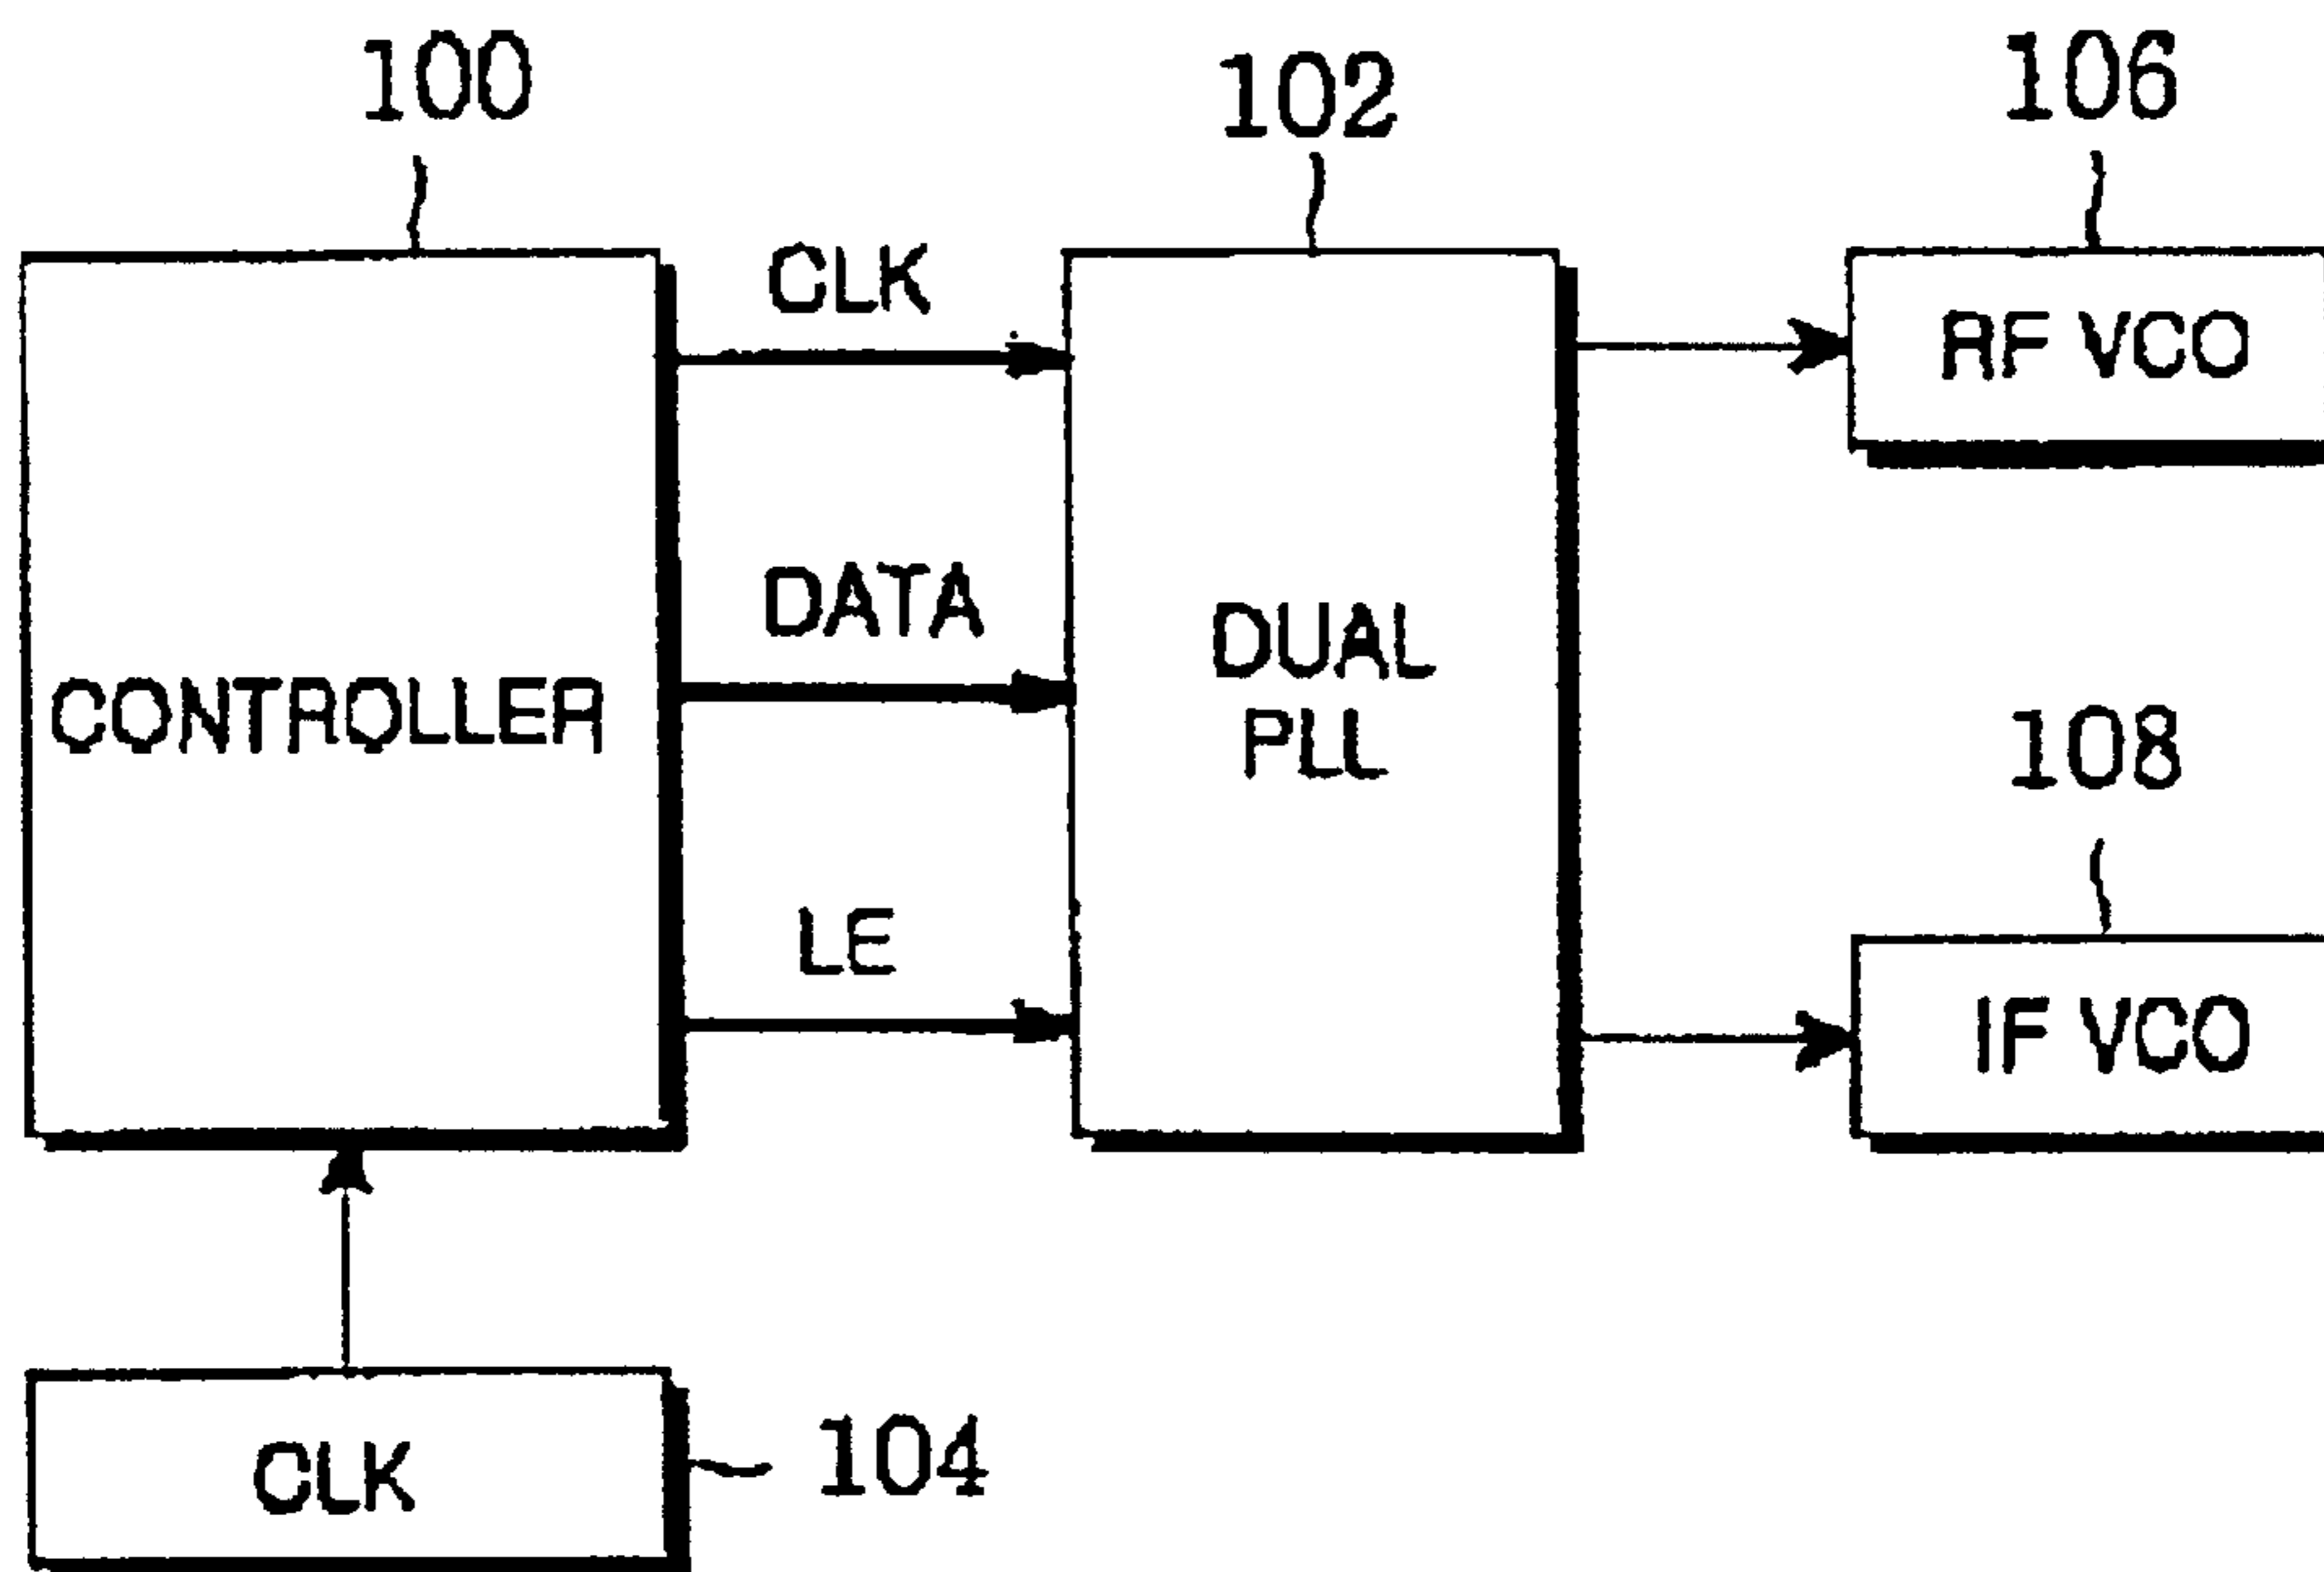 100
102
106
CLK
RF VCO
DATA
CONTROLLER
DUAL
PLL
108
LE
IF VCO
CLK
104